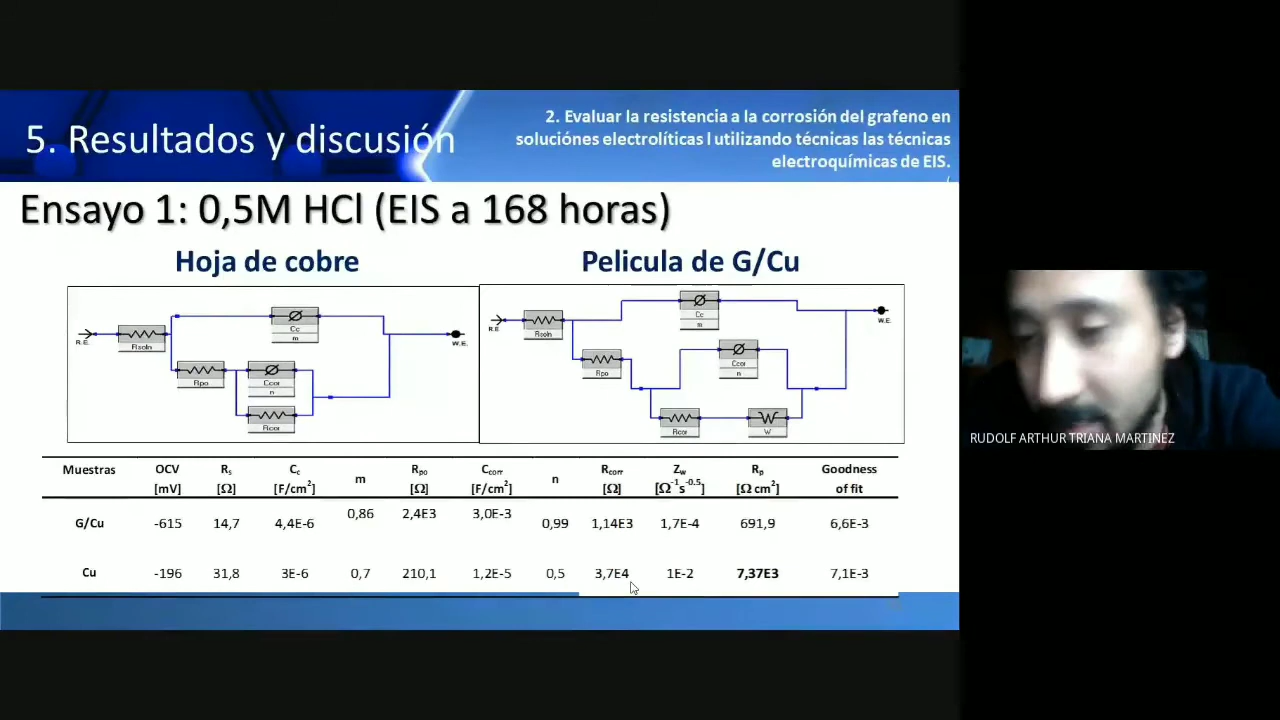 5. Resultados y discusión
2. Evaluar la resistencia a la corrosión del grafeno en
soluciónes electrolíticas l utilizando técnicas las técnicas
electroquímicas de EIS.
Ensayo 1: 0,5M HCl (EIS a 168 horas)
Hoja de cobre
Pelicula de G/Cu
R.E.
Rsoln
Cc
m
Rpo
Ccor
n
Rcor
W.E.
R.E.
Rsoln
Cc
m
Rpo
Ccor
n
Rcor
W
W.E.
Muestras OCV [mV] Rs [Ω] Cc [F/cm²] m Rpo [Ω] Ccorr [F/cm²] n Rcorr [Ω] Zw [Ω⁻¹s⁻⁰·⁵] Rp [Ω cm²] Goodness of fit
G/Cu -615 14,7 4,4E-6 0,86 2,4E3 3,0E-3 0,99 1,14E3 1,7E-4 691,9 6,6E-3
Cu -196 31,8 3E-6 0,7 210,1 1,2E-5 0,5 3,7E4 1E-2 7,37E3 7,1E-3
RUDOLF ARTHUR TRIANA MARTINEZ